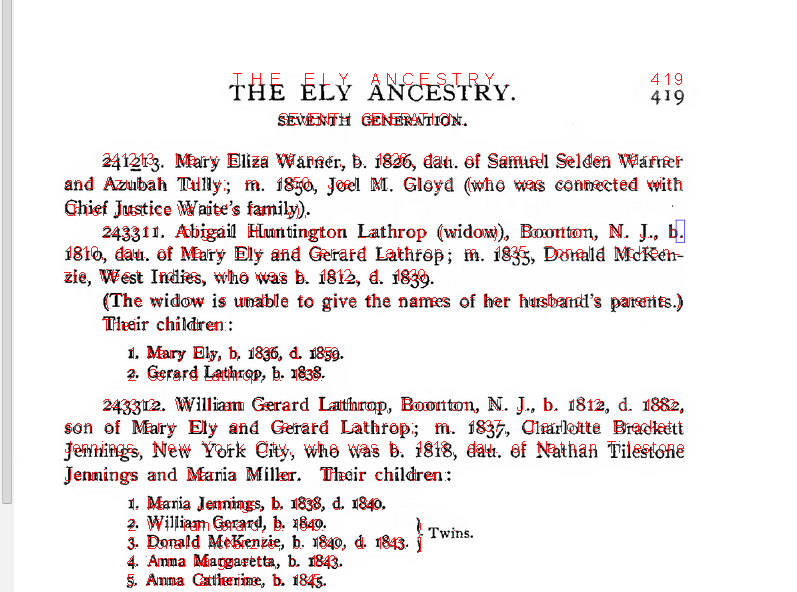 THE ELY ANCESTRY. 419
SEVENTH GENERATION.
241213. Mary Eliza Warner, b. 1826, dau. of Samuel Selden Warner
and Azubah Tully; m. 1850, Joel M. Gloyd (who was connected with
Chief Justice Waite's family).
243311. Abigail Huntington Lathrop (widow), Boonton, N. J., b.
1810, dau. of Mary Ely and Gerard Lathrop; m. 1835, Donald McKen-
zie, West Indies, who was b. 1812, d. 1839.
(The widow is unable to give the names of her husband's parents.)
Their children:
1. Mary Ely, b. 1836, d. 1859.
2. Gerard Lathrop, b. 1838.
243312. William Gerard Lathrop, Boonton, N. J., b. 1812, d. 1882,
son of Mary Ely and Gerard Lathrop; m. 1837, Charlotte Brackett
Jennings, New York City, who was b. 1818, dau. of Nathan Tilestone
Jennings and Maria Miller. Their children:
1. Maria Jennings, b. 1838, d. 1840.
2. William Gerard, b. 1840.
3. Donald McKenzie, b. 1840, d. 1843. } Twins.
4. Anna Margaretta, b. 1843.
5. Anna Catherine, b. 1845.